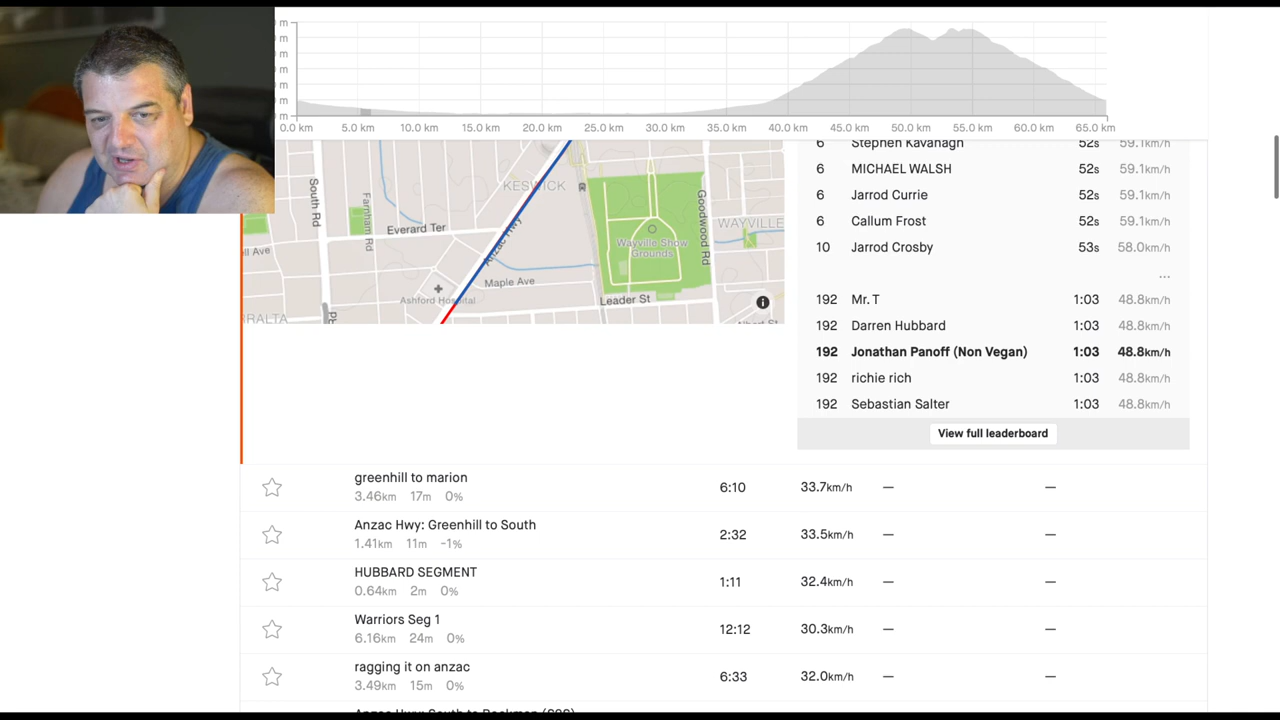 m
m
m
m
m
m
0.0 km 5.0 km 10.0 km 15.0 km 20.0 km 25.0 km 30.0 km 35.0 km 40.0 km 45.0 km 50.0 km 55.0 km 60.0 km 65.0 km
6 Stephen Kavanagh 52s 59.1km/h
6 MICHAEL WALSH 52s 59.1km/h
6 Jarrod Currie 52s 59.1km/h
6 Callum Frost 52s 59.1km/h
10 Jarrod Crosby 53s 58.0km/h
...
192 Mr. T 1:03 48.8km/h
192 Darren Hubbard 1:03 48.8km/h
192 Jonathan Panoff (Non Vegan) 1:03 48.8km/h
192 richie rich 1:03 48.8km/h
192 Sebastian Salter 1:03 48.8km/h
View full leaderboard
KESWICK
South Rd
Farnham Rd
Everard Ter
Anzac Hwy
Goodwood Rd
WAYVILLE
Wayville Show
Grounds
ell Ave
Maple Ave
Ashford Hospital
Leader St
RALTA
greenhill to marion 6:10 33.7km/h — —
3.46km 17m 0%
Anzac Hwy: Greenhill to South 2:32 33.5km/h — —
1.41km 11m -1%
HUBBARD SEGMENT 1:11 32.4km/h — —
0.64km 2m 0%
Warriors Seg 1 12:12 30.3km/h — —
6.16km 24m 0%
ragging it on anzac 6:33 32.0km/h — —
3.49km 15m 0%
Anzac Hwy: South to